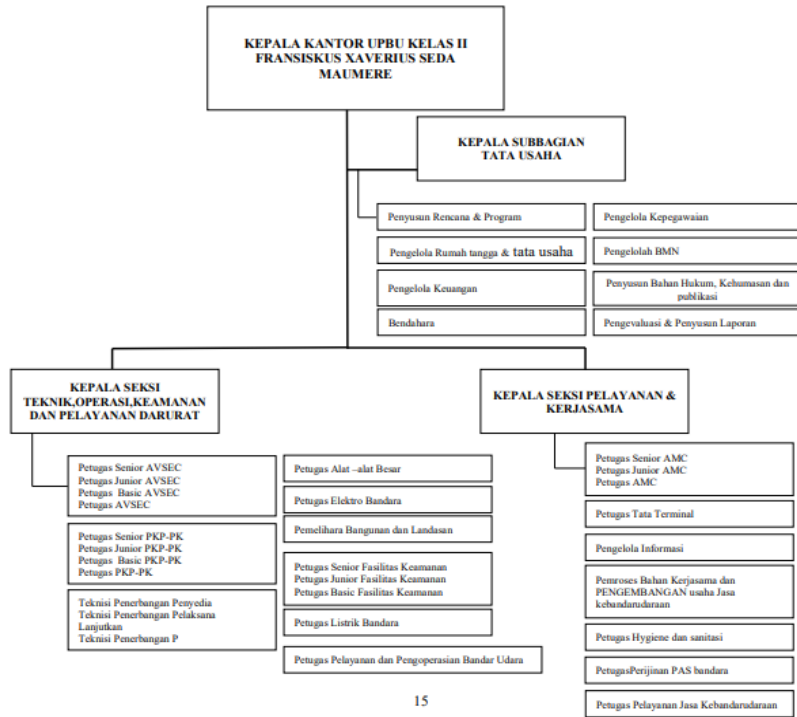 KEPALA KANTOR UPBU KELAS II
FRANSISKUS XAVERIUS SEDA
MAUMERE
KEPALA SUBBAGIAN
TATA USAHA
Penyusun Rencana & Program
Pengelola Kepegawaian
Pengelola Rumah tangga & tata usaha
Pengelolah BMN
Pengelola Keuangan
Penyusun Bahan Hukum, Kehumasan dan
publikasi
Bendahara
Pengevaluasi & Penyusun Laporan
KEPALA SEKSI
TEKNIK,OPERASI,KEAMANAN
DAN PELAYANAN DARURAT
Petugas Senior AVSEC
Petugas Junior AVSEC
Petugas Basic AVSEC
Petugas AVSEC
Petugas Senior PKP-PK
Petugas Junior PKP-PK
Petugas Basic PKP-PK
Petugas PKP-PK
Teknisi Penerbangan Penyedia
Teknisi Penerbangan Pelaksana
Lanjutkan
Teknisi Penerbangan P
Petugas Alat –alat Besar
Petugas Elektro Bandara
Pemelihara Bangunan dan Landasan
Petugas Senior Fasilitas Keamanan
Petugas Junior Fasilitas Keamanan
Petugas Basic Fasilitas Keamanan
Petugas Listrik Bandara
Petugas Pelayanan dan Pengoperasian Bandar Udara
KEPALA SEKSI PELAYANAN &
KERJASAMA
Petugas Senior AMC
Petugas Junior AMC
Petugas AMC
Petugas Tata Terminal
Pengelola Informasi
Pemroses Bahan Kerjasama dan
PENGEMBANGAN usaha Jasa
kebandarudaraan
Petugas Hygiene dan sanitasi
PetugasPerijinan PAS bandara
Petugas Pelayanan Jasa Kebandarudaraan
15